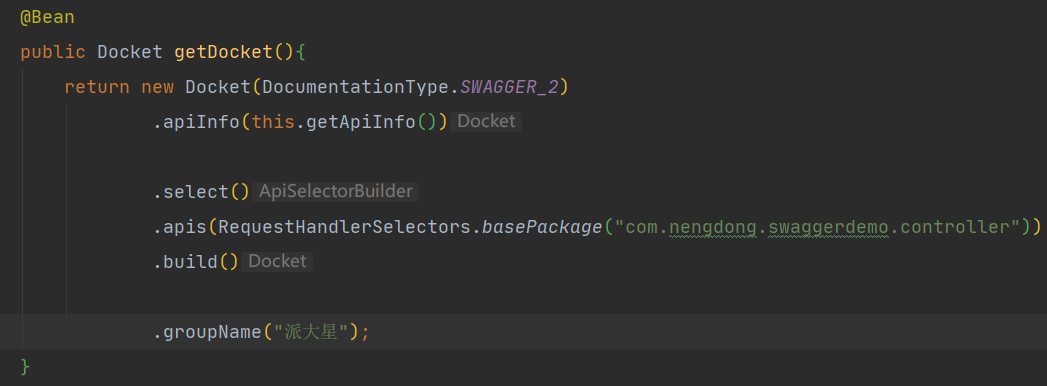 @Bean
public Docket getDocket(){
return new Docket(DocumentationType.SWAGGER_2)
.apiInfo(this.getApiInfo()) Docket
.select() ApiSelectorBuilder
.apis(RequestHandlerSelectors.basePackage("com.nengdong.swaggerdemo.controller"))
.build() Docket
.groupName("派大星");
}